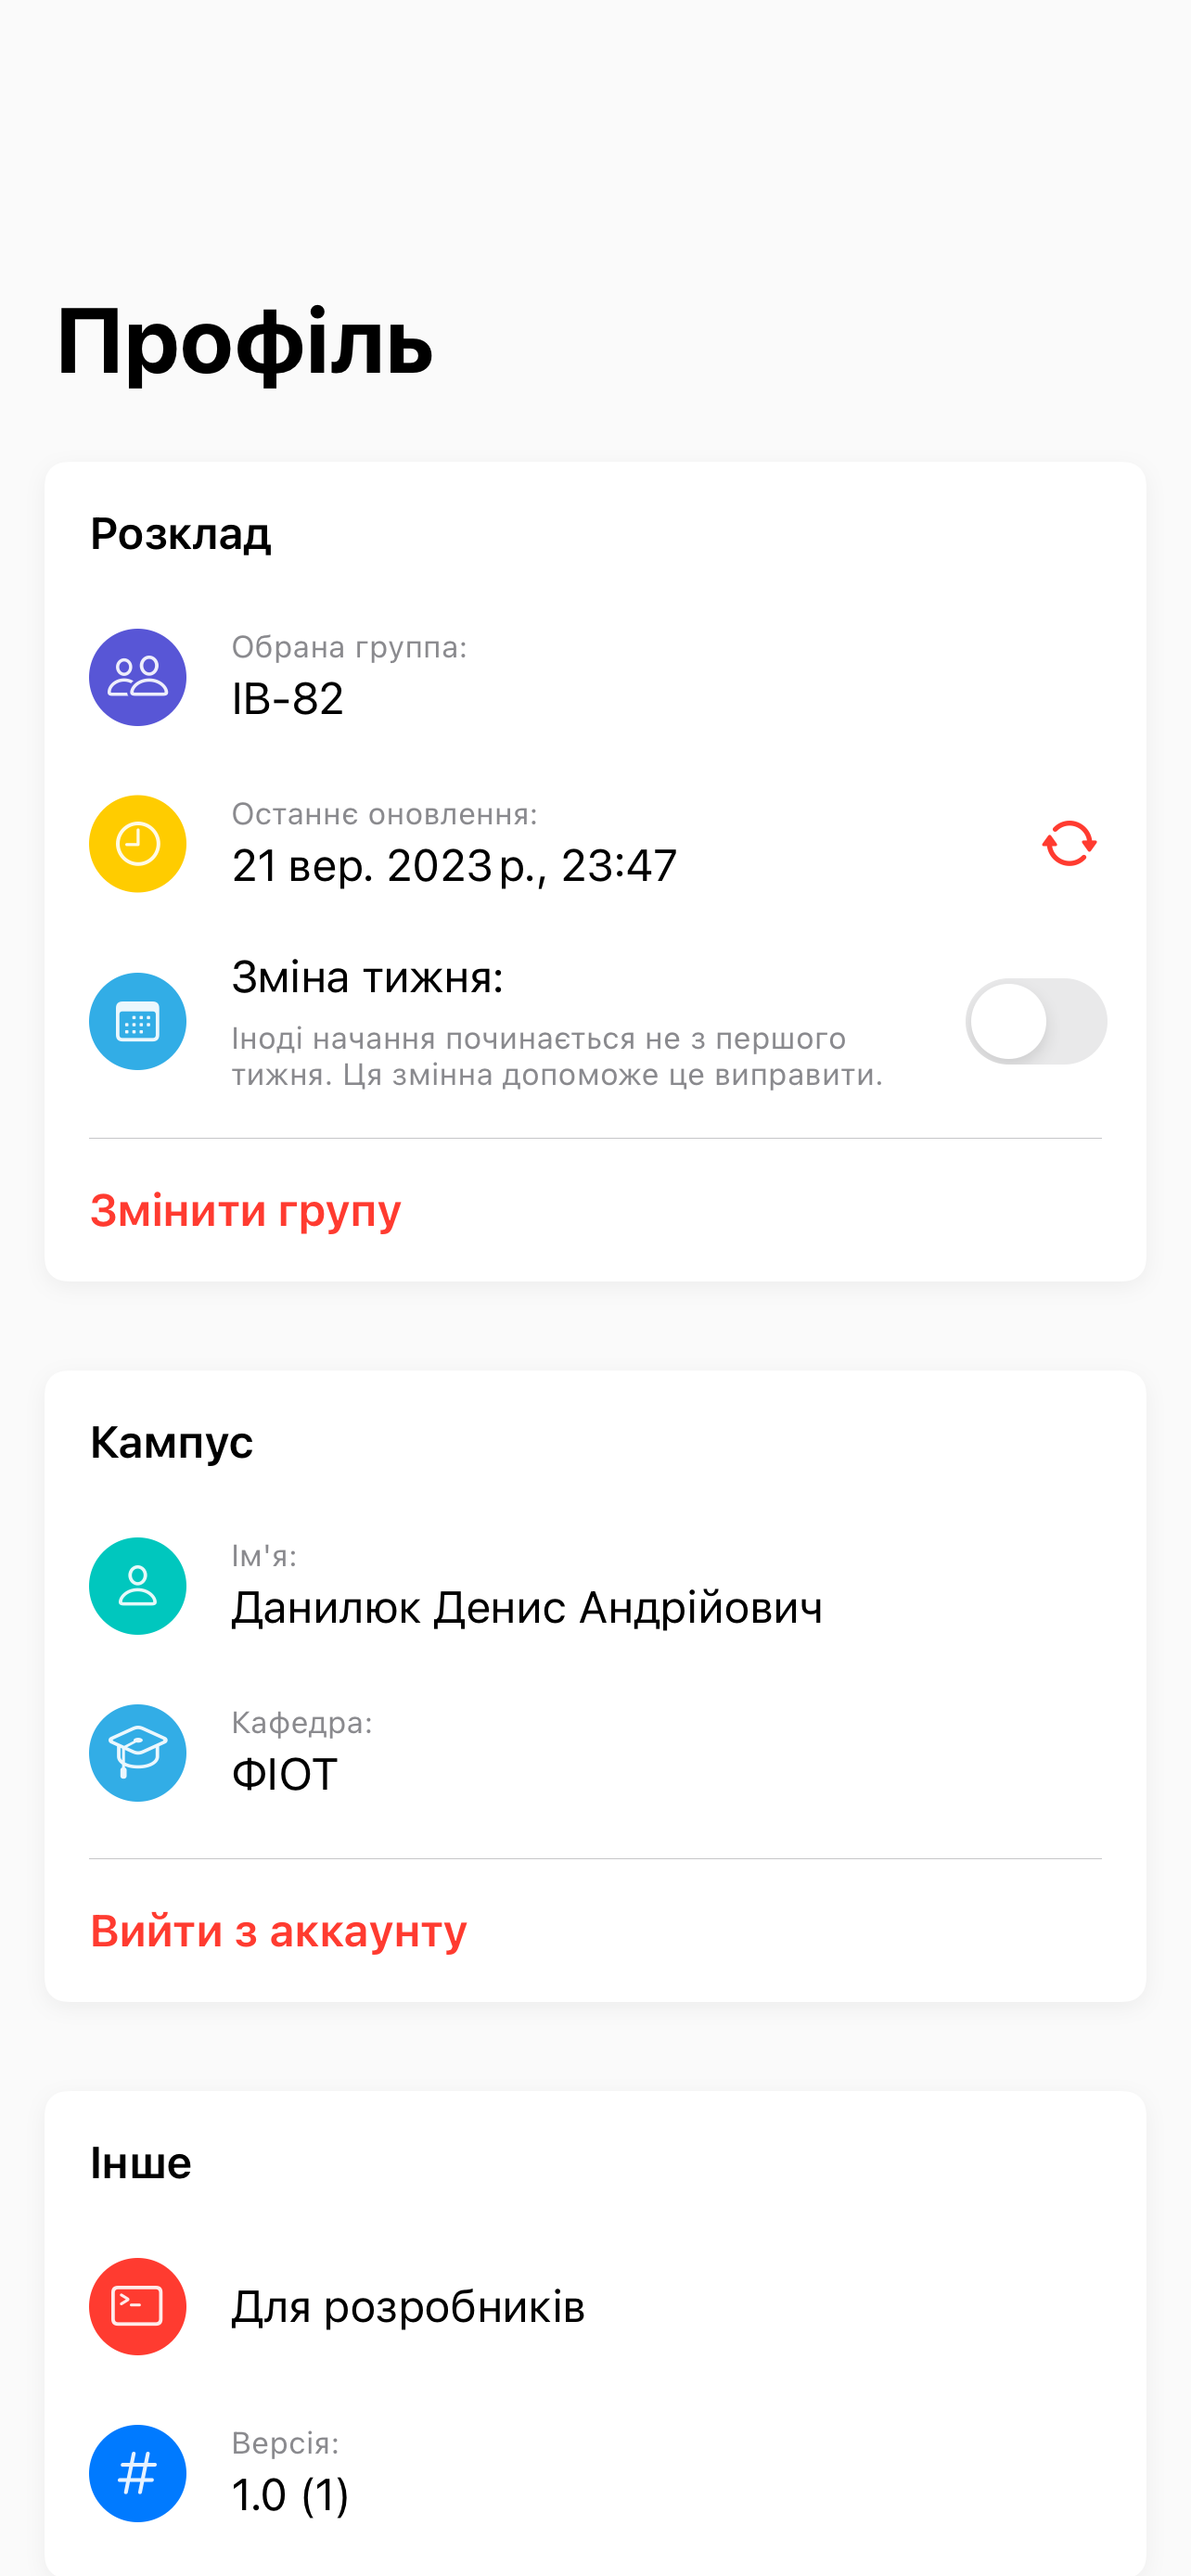 Профіль
Розклад
Обрана группа:
ІВ-82
Останнє оновлення:
21 вер. 2023 р., 23:47
Зміна тижня:
Іноді начання починається не з першого
тижня. Ця змінна допоможе це виправити.
Змінити групу
Кампус
Ім'я:
Данилюк Денис Андрійович
Кафедра:
ФІОТ
Вийти з аккаунту
Інше
Для розробників
Версія:
1.0 (1)